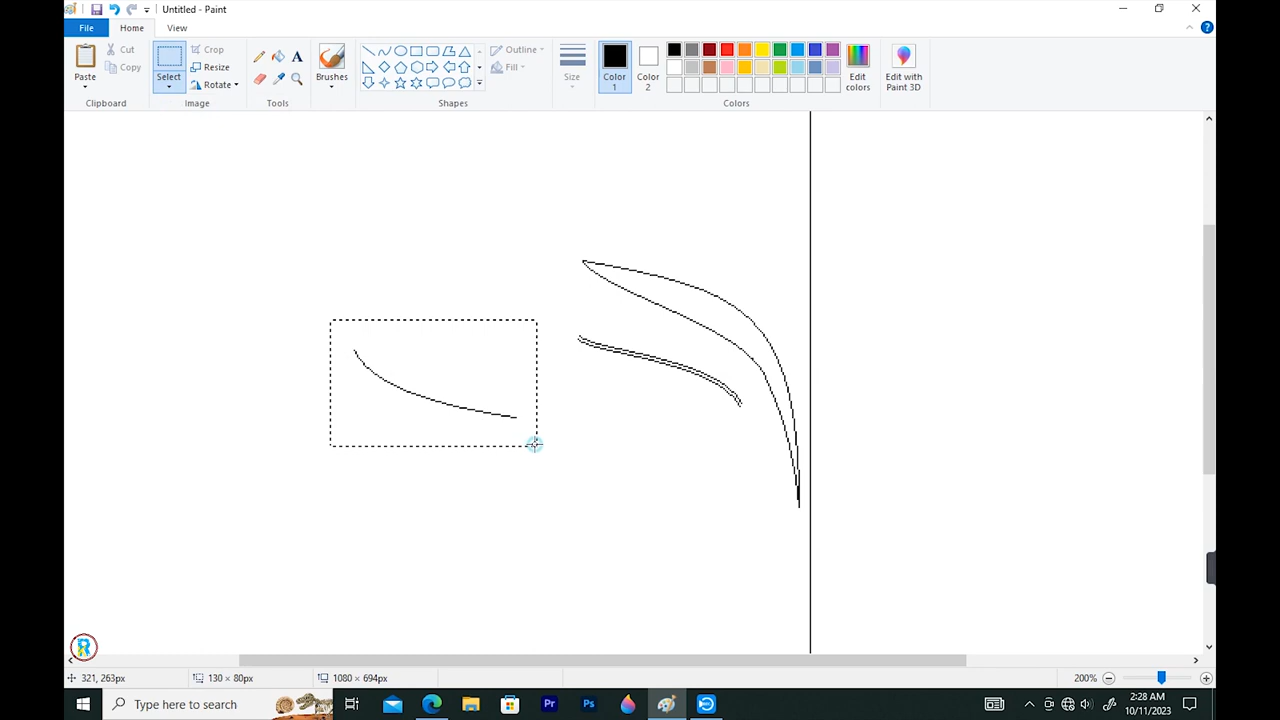 Untitled - Paint
File
Home
View
Paste
Cut
Copy
Clipboard
Select
Crop
Resize
Rotate
Image
A
Tools
Brushes
Shapes
Outline
Fill
Size
Color
1
Color
2
Edit
colors
Colors
Edit with
Paint 3D
?
R
321, 263px
130 × 80px
1080 × 694px
200%
Type here to search
Pr
Ps
2:28 AM
10/11/2023